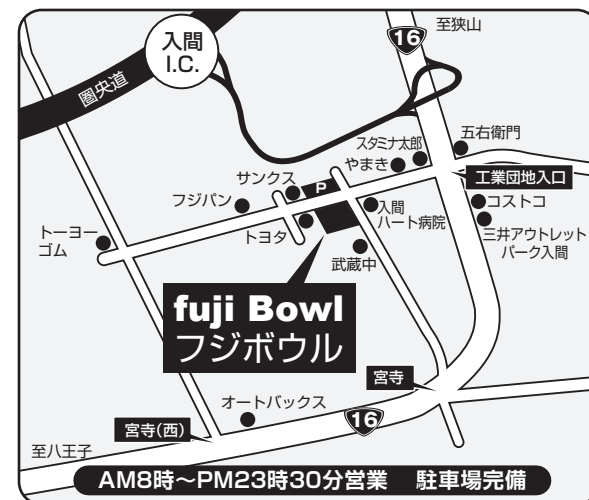 至狭山
16
入間
I.C.
圏央道
五右衛門
スタミナ太郎
やまき
サンクス
P
工業団地入口
フジパン
コストコ
入間
ハート病院
トヨタ
三井アウトレット
パーク入間
トーヨー
ゴム
武蔵中
fuji Bowl
フジボウル
宮寺
オートバックス
16
宮寺(西)
至八王子
AM8時～PM23時30分営業 駐車場完備